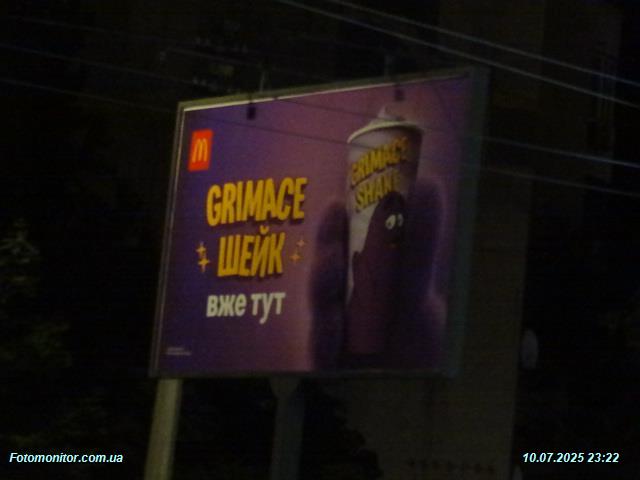 GRIMACE
ШЕЙК
вже тут
GRIMACE
SHAKE
Fotomonitor.com.ua
10.07.2025 23:22